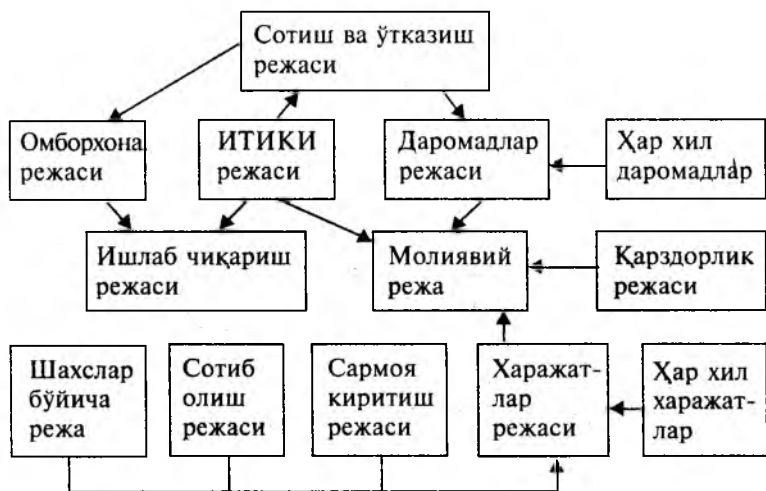 Сотиш ва ўтказиш
режаси
Омборхона
режаси
ИТИКИ
режаси
Даромадлар
режаси
Ҳар хил
даромадлар
Ишлаб чиқариш
режаси
Молиявий
режа
Қарздорлик
режаси
Шахслар
бўйича
режа
Сотиб
олиш
режаси
Сармоя
киритиш
режаси
Харажат-
лар
режаси
Ҳар хил
харажат-
лар